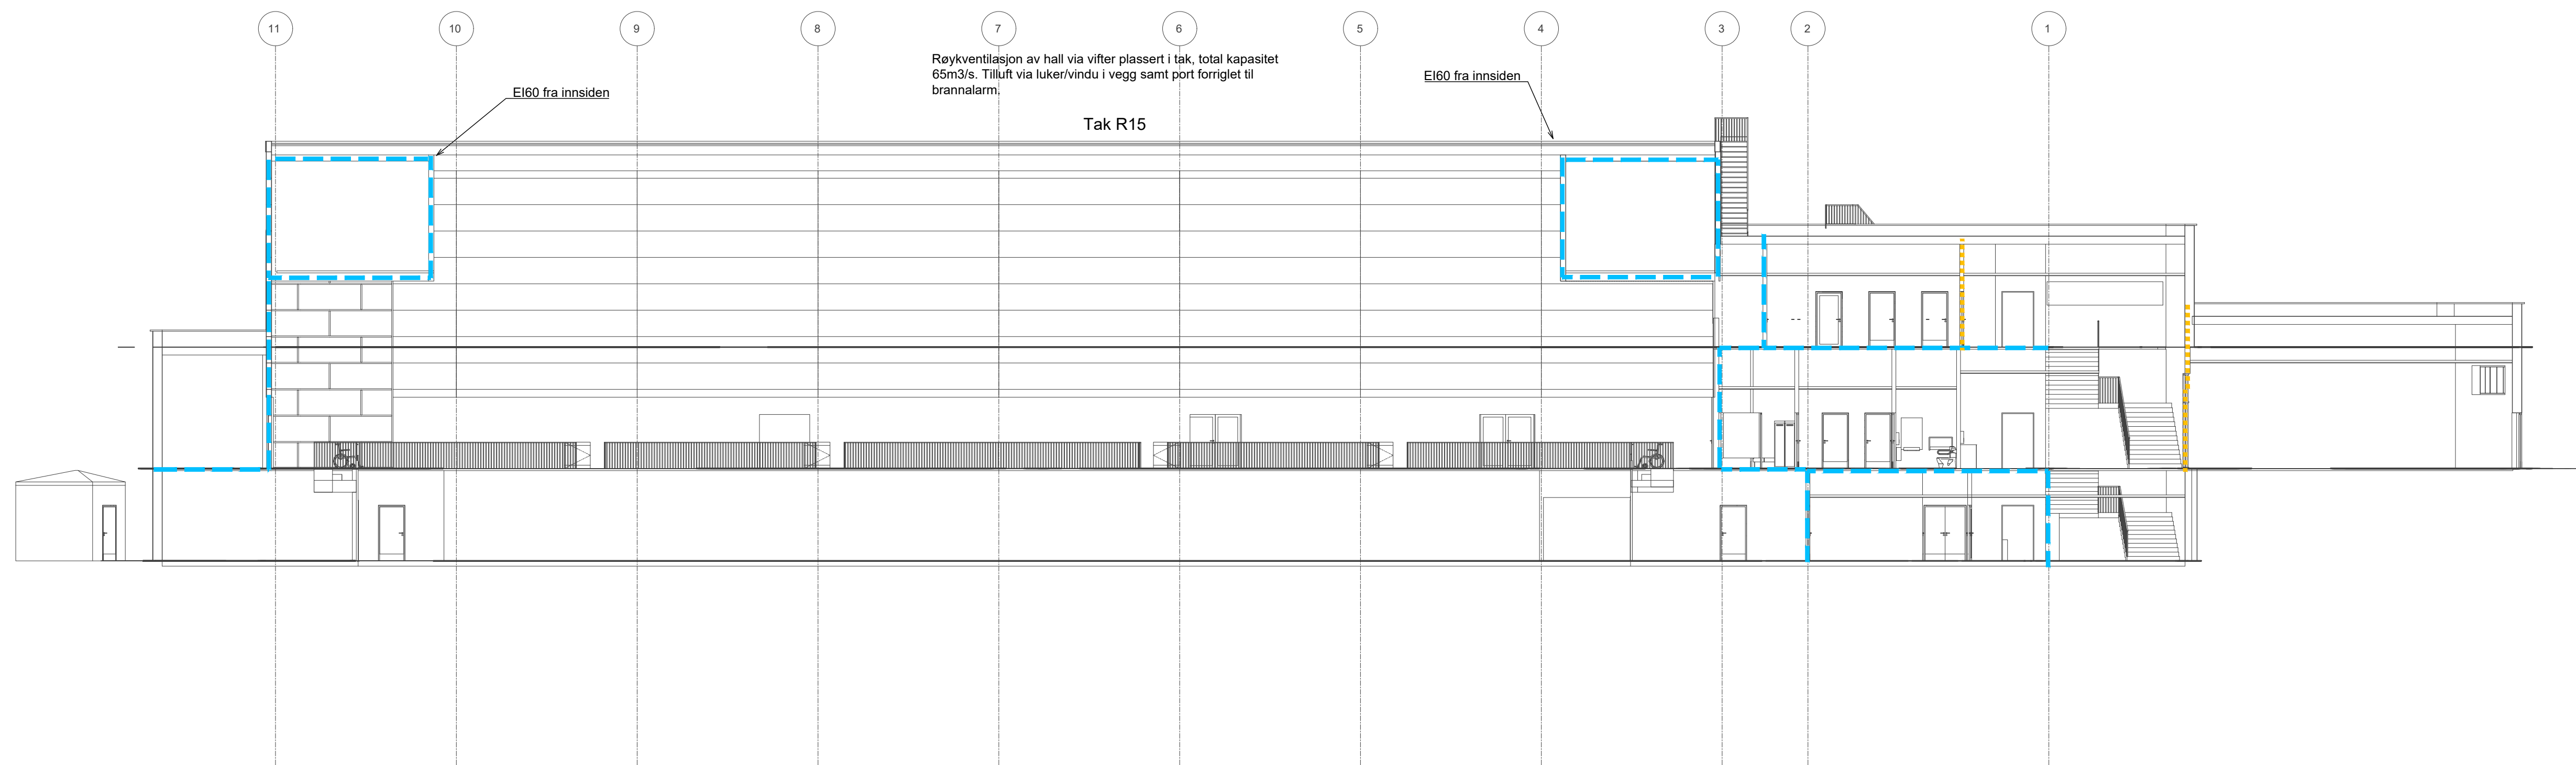 11
10
9
8
7
6
5
4
3
2
1
Røykventilasjon av hall via vifter plassert i tak, total kapasitet
65m3/s. Tilluft via luker/vindu i vegg samt port forriglet til
brannalarm.
EI60 fra innsiden
EI60 fra innsiden
Tak R15